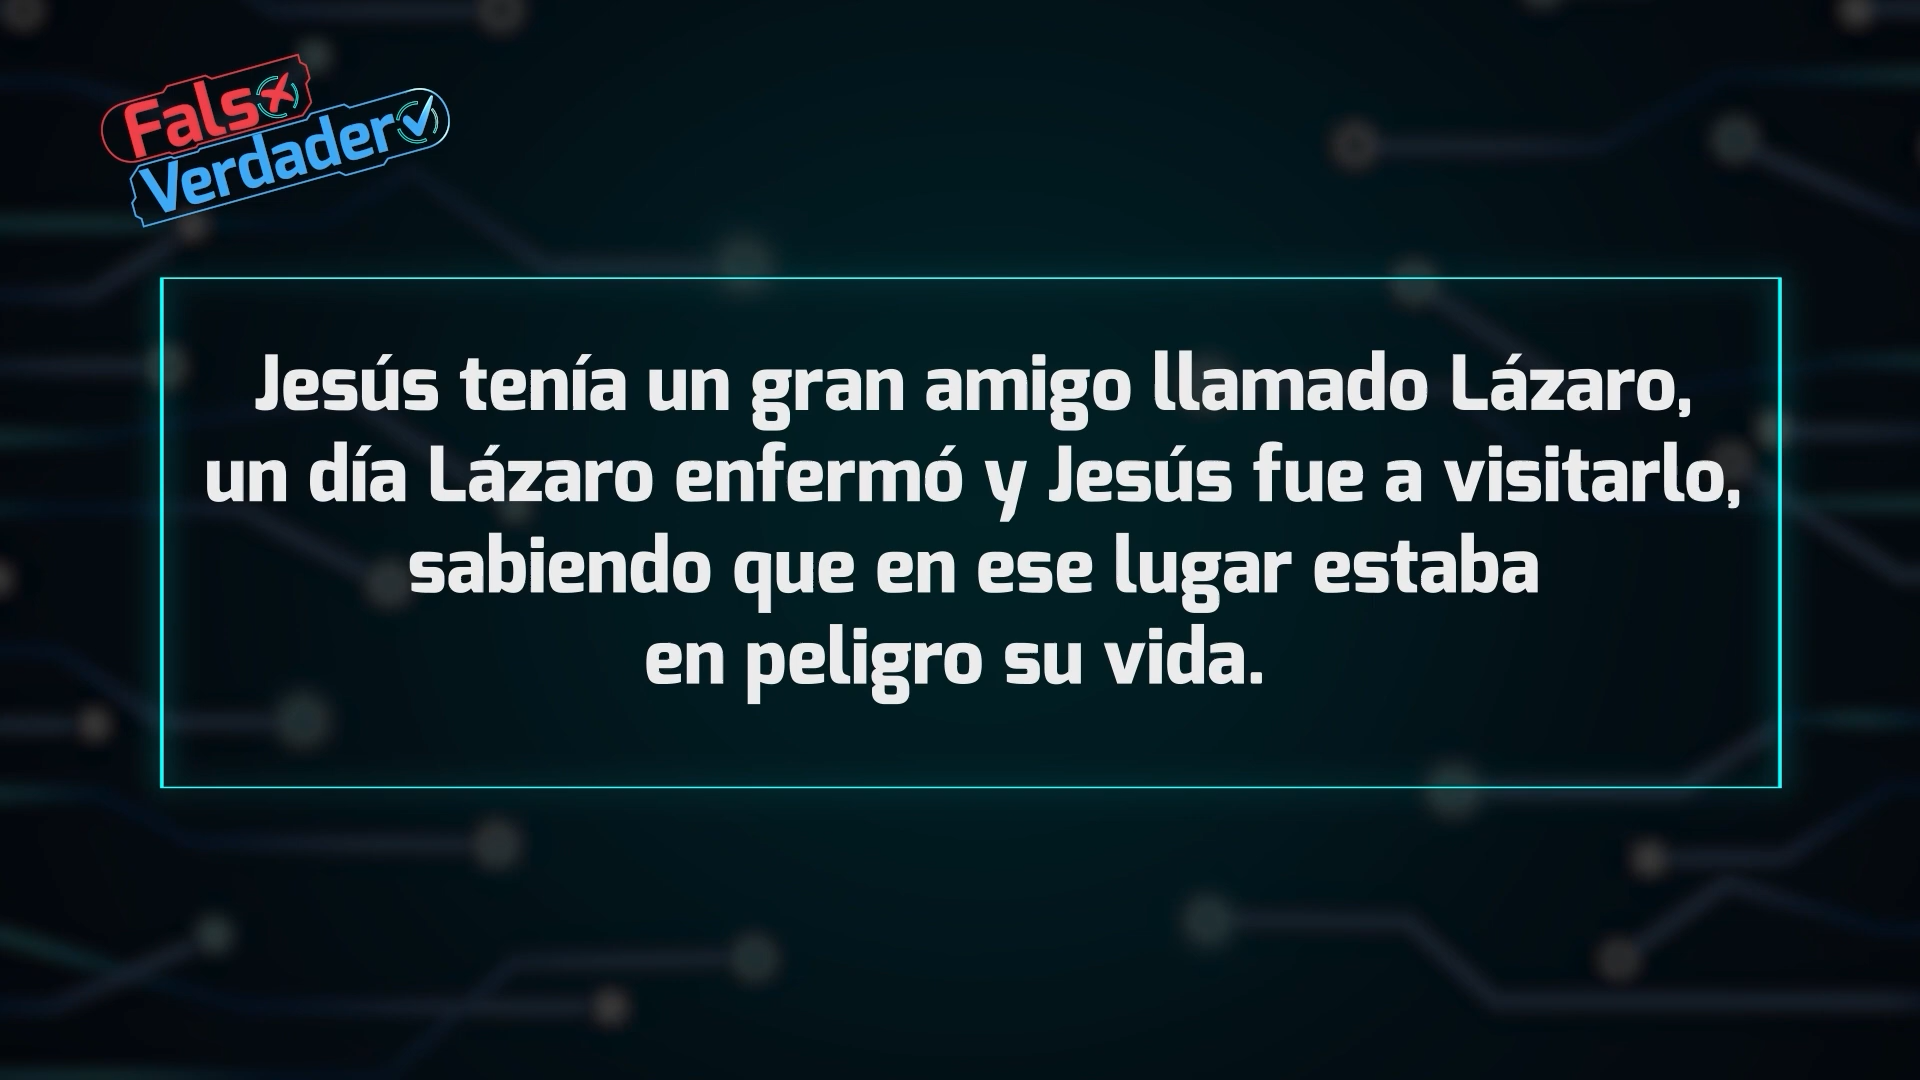 Falso
Verdadero
Jesús tenía un gran amigo llamado Lázaro,
un día Lázaro enfermó y Jesús fue a visitarlo,
sabiendo que en ese lugar estaba
en peligro su vida.